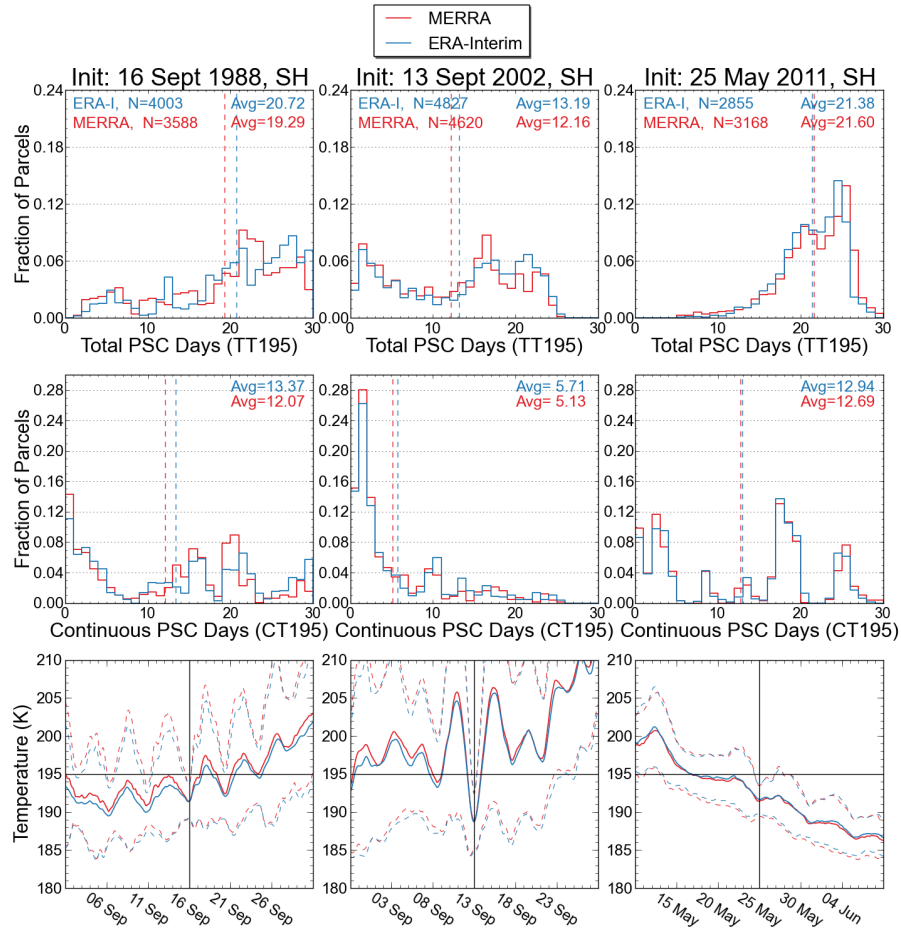 MERRA
ERA-Interim
Init: 16 Sept 1988, SH
Init: 13 Sept 2002, SH
Init: 25 May 2011, SH
0.24
0.18
0.12
0.06
0.00
Fraction of Parcels
ERA-I, N=4003 Avg=20.72
MERRA, N=3588 Avg=19.29
0 10 20 30
Total PSC Days (TT195)
0.24
0.18
0.12
0.06
0.00
ERA-I, N=4827 Avg=13.19
MERRA, N=4620 Avg=12.16
0 10 20 30
Total PSC Days (TT195)
0.24
0.18
0.12
0.06
0.00
ERA-I, N=2855 Avg=21.38
MERRA, N=3168 Avg=21.60
0 10 20 30
Total PSC Days (TT195)
0.28
0.24
0.20
0.16
0.12
0.08
0.04
0.00
Fraction of Parcels
Avg=13.37
Avg=12.07
0 10 20 30
Continuous PSC Days (CT195)
0.28
0.24
0.20
0.16
0.12
0.08
0.04
0.00
Avg= 5.71
Avg= 5.13
0 10 20 30
Continuous PSC Days (CT195)
0.28
0.24
0.20
0.16
0.12
0.08
0.04
0.00
Avg=12.94
Avg=12.69
0 10 20 30
Continuous PSC Days (CT195)
210
205
200
195
190
185
180
Temperature (K)
06 Sep 11 Sep 16 Sep 21 Sep 26 Sep
210
205
200
195
190
185
180
03 Sep 08 Sep 13 Sep 18 Sep 23 Sep
210
205
200
195
190
185
180
15 May 20 May 25 May 30 May 04 Jun